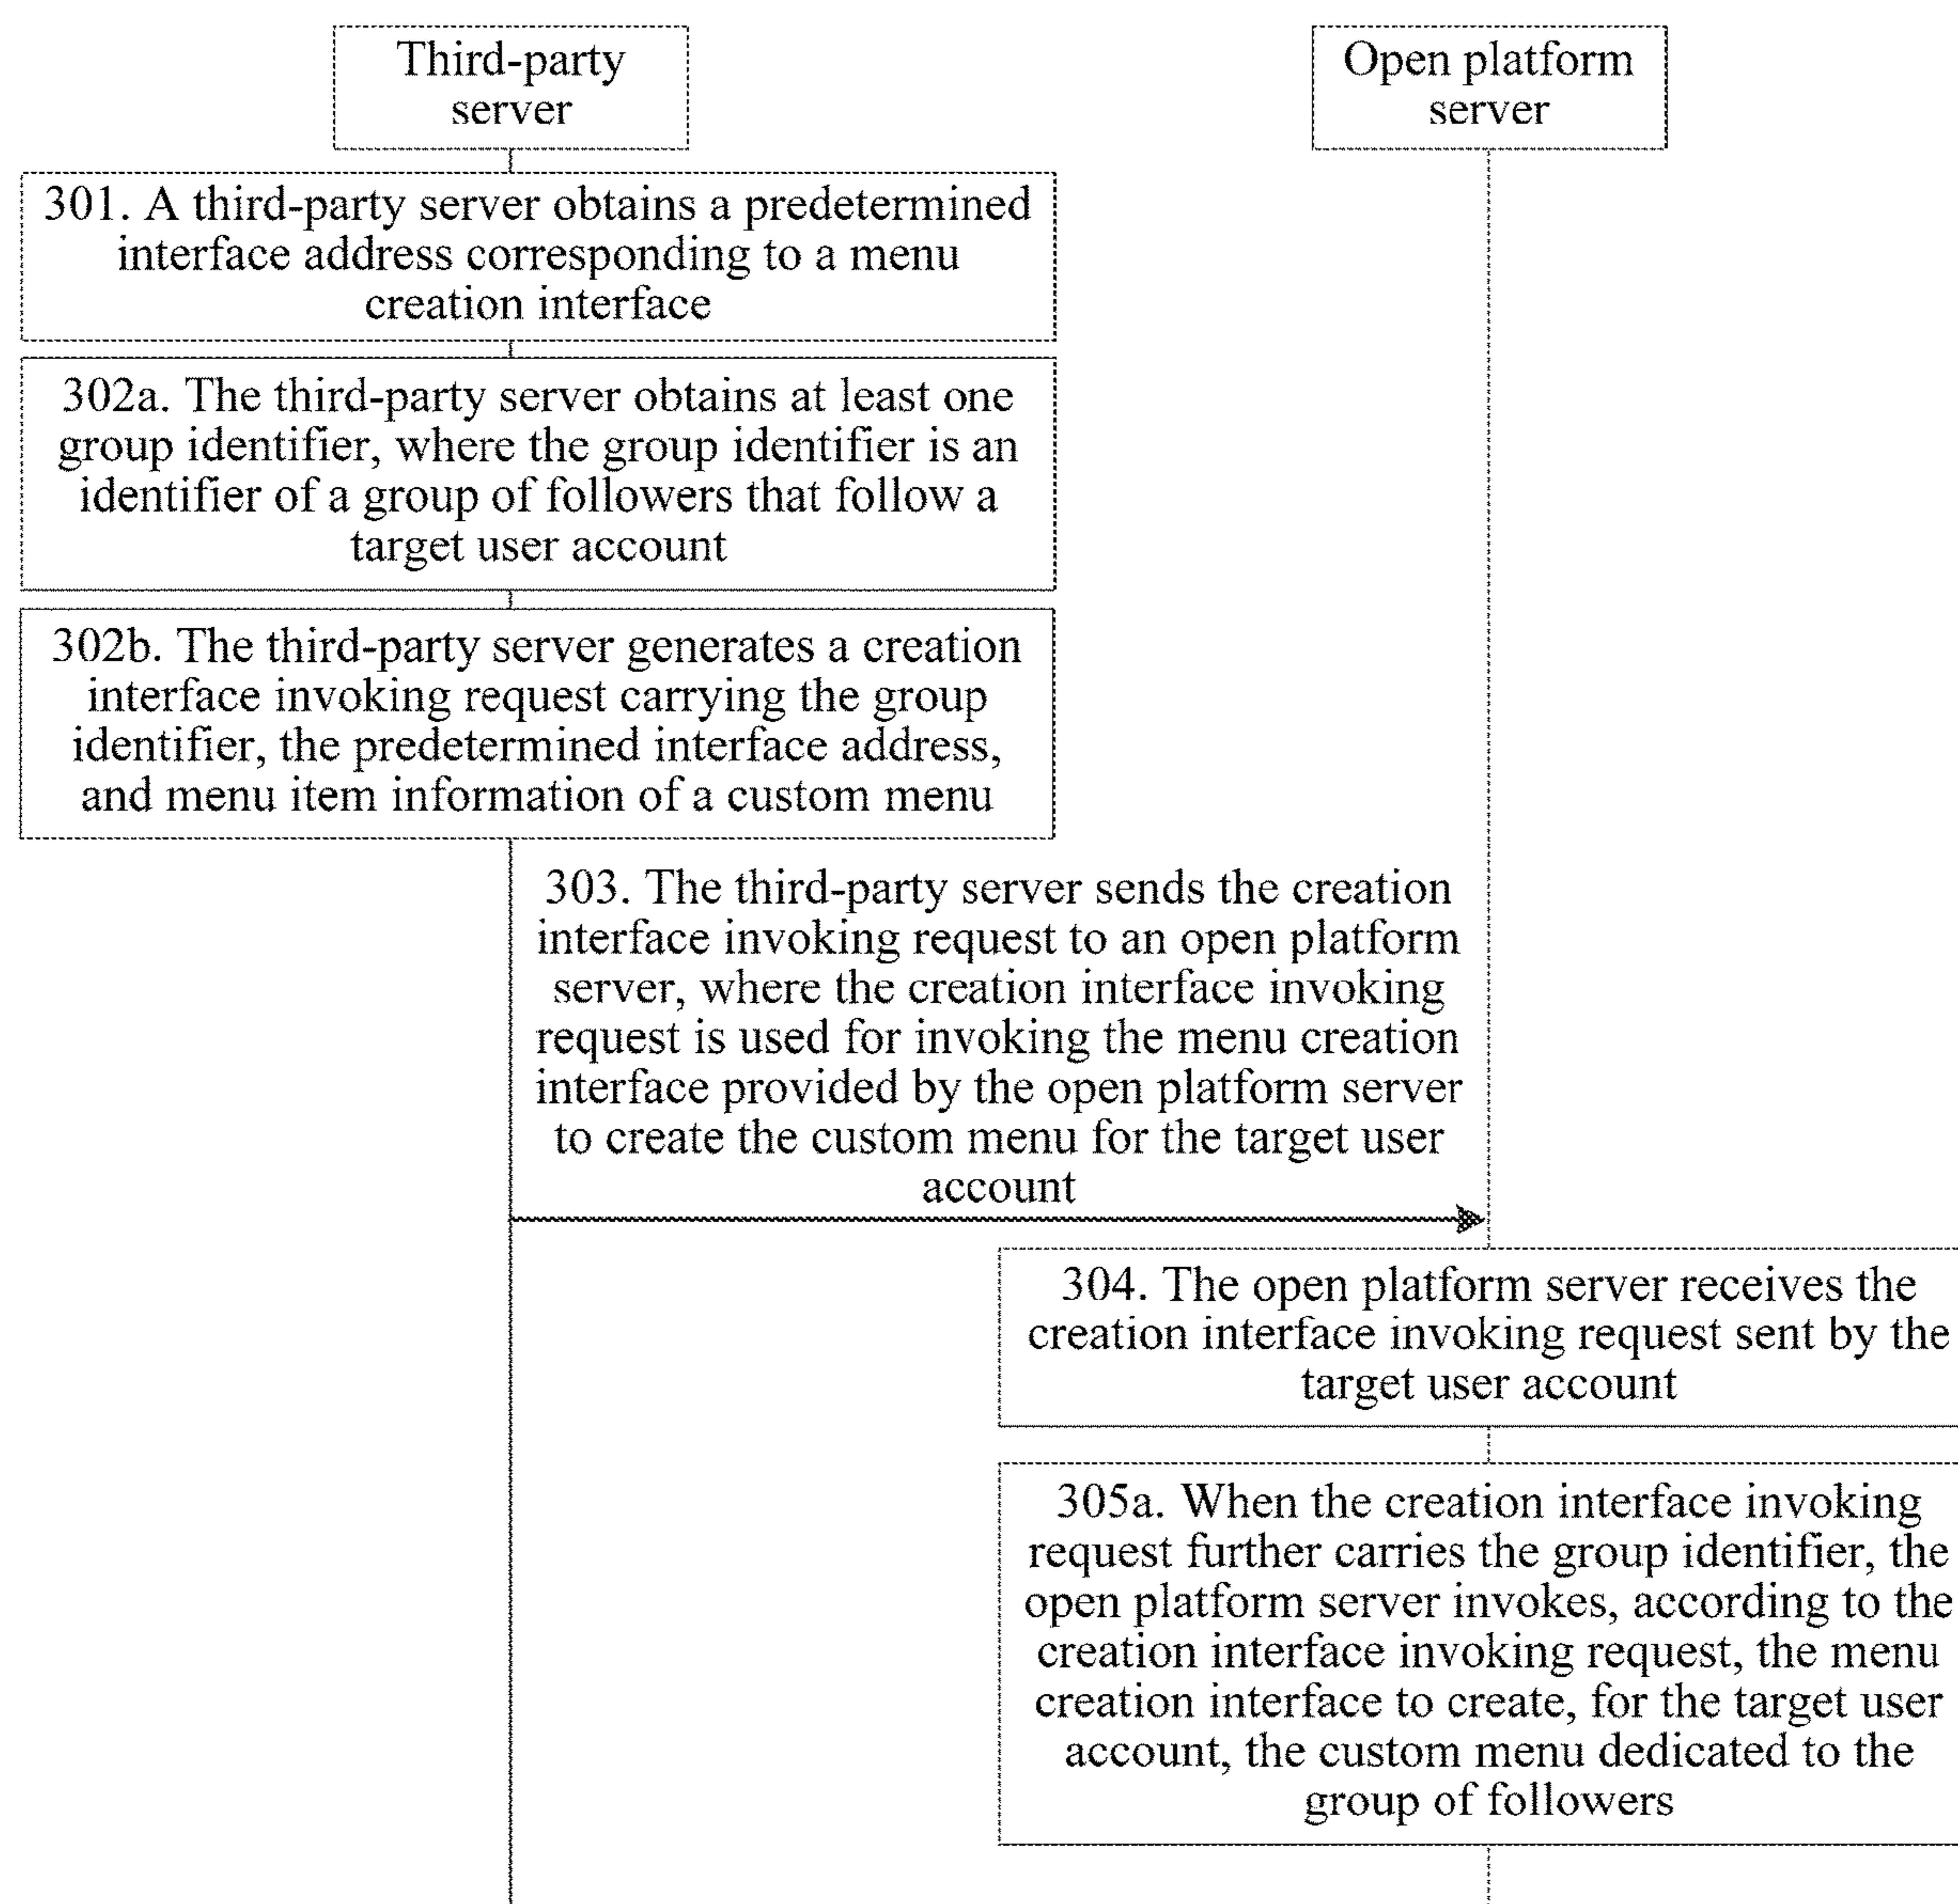 Third-party
server
Open platform
server
301. A third-party server obtains a predetermined
interface address corresponding to a menu
creation interface
302a. The third-party server obtains at least one
group identifier, where the group identifier is an
identifier of a group of followers that follow a
target user account
302b. The third-party server generates a creation
interface invoking request carrying the group
identifier, the predetermined interface address,
and menu item information of a custom menu
303. The third-party server sends the creation
interface invoking request to an open platform
server, where the creation interface invoking
request is used for invoking the menu creation
interface provided by the open platform server
to create the custom menu for the target user
account
304. The open platform server receives the
creation interface invoking request sent by the
target user account
305a. When the creation interface invoking
request further carries the group identifier, the
open platform server invokes, according to the
creation interface invoking request, the menu
creation interface to create, for the target user
account, the custom menu dedicated to the
group of followers